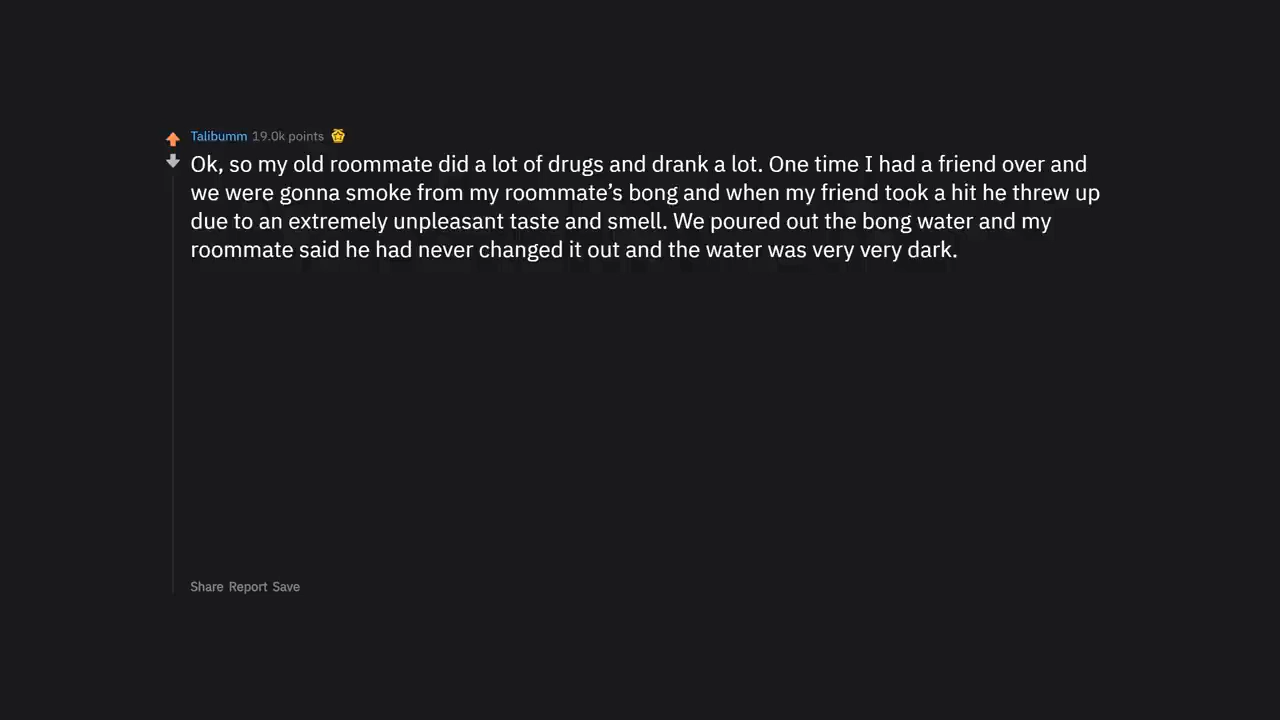 Talibumm 19.0k points
Ok, so my old roommate did a lot of drugs and drank a lot. One time I had a friend over and
we were gonna smoke from my roommate’s bong and when my friend took a hit he threw up
due to an extremely unpleasant taste and smell. We poured out the bong water and my
roommate said he had never changed it out and the water was very very dark.
Share Report Save